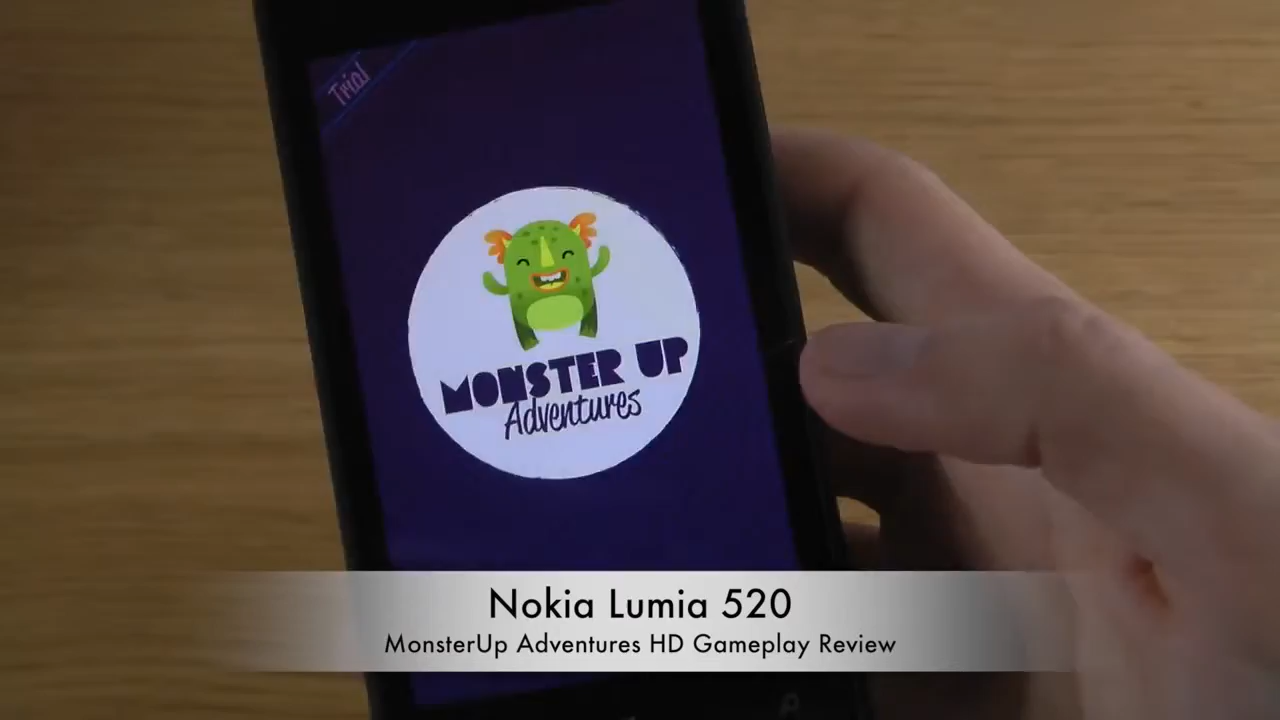 Trial
MONSTER UP
Adventures
Nokia Lumia 520
MonsterUp Adventures HD Gameplay Review